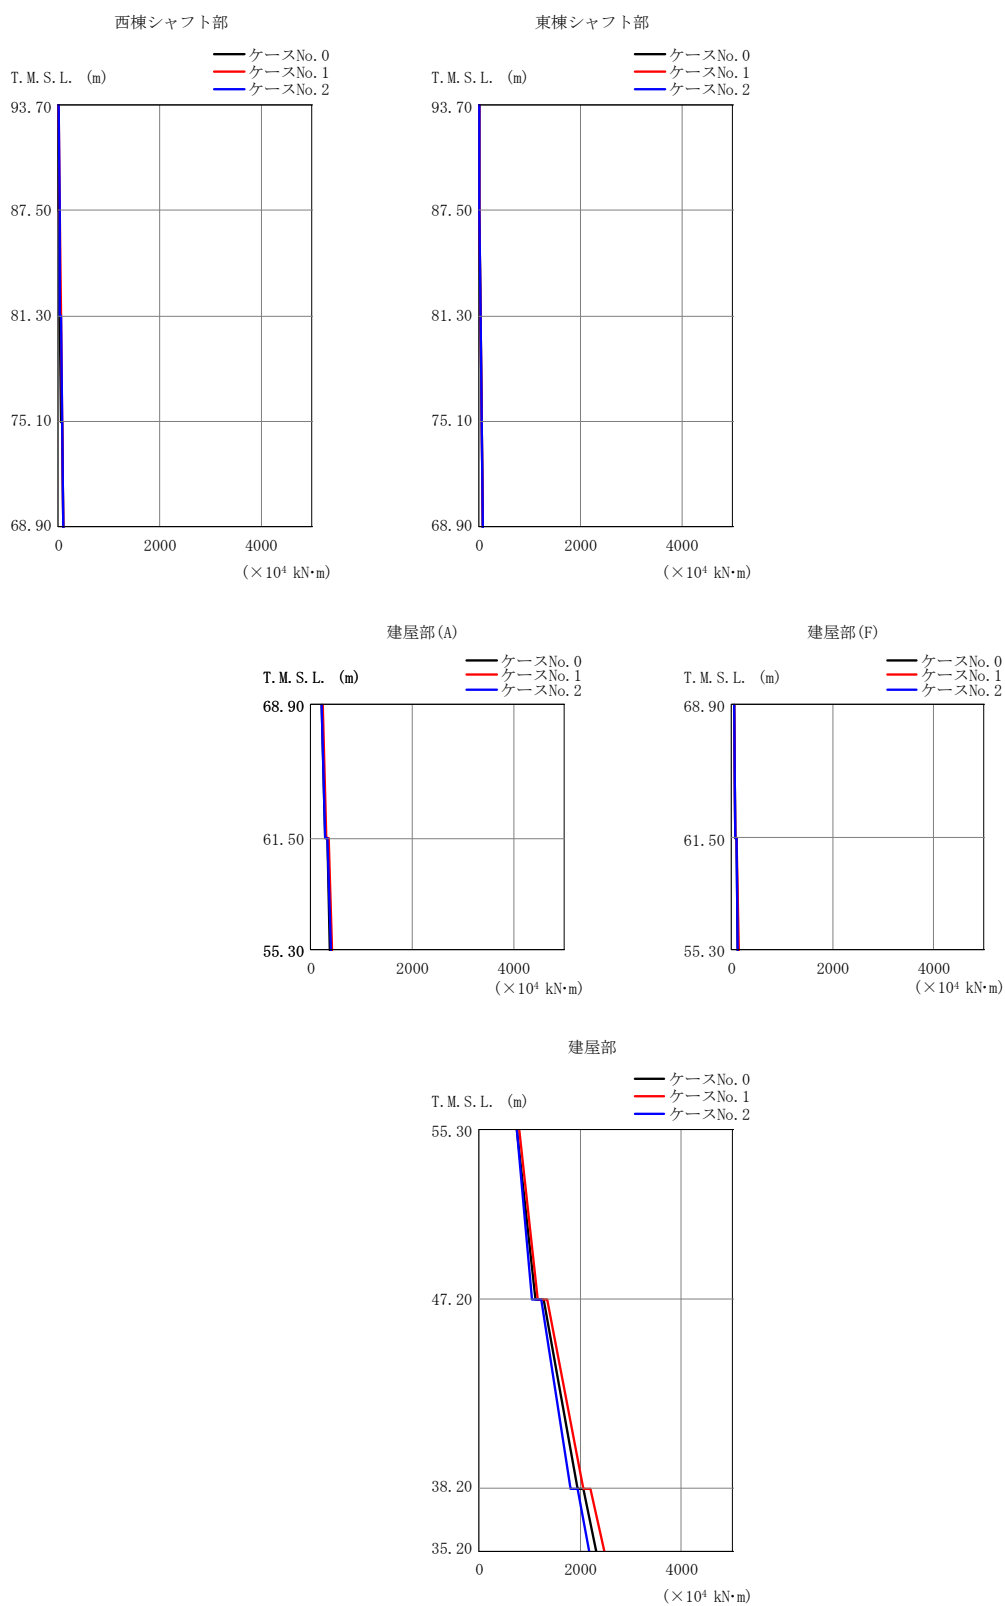 西棟シャフト部
ケースNo.0
ケースNo.1
ケースNo.2
T.M.S.L. (m)
93.70
87.50
81.30
75.10
68.90
0 2000 4000
(×10⁴ kN·m)
東棟シャフト部
ケースNo.0
ケースNo.1
ケースNo.2
T.M.S.L. (m)
93.70
87.50
81.30
75.10
68.90
0 2000 4000
(×10⁴ kN·m)
建屋部(A)
ケースNo.0
ケースNo.1
ケースNo.2
T.M.S.L. (m)
68.90
61.50
55.30
0 2000 4000
(×10⁴ kN·m)
建屋部(F)
ケースNo.0
ケースNo.1
ケースNo.2
T.M.S.L. (m)
68.90
61.50
55.30
0 2000 4000
(×10⁴ kN·m)
建屋部
ケースNo.0
ケースNo.1
ケースNo.2
T.M.S.L. (m)
55.30
47.20
38.20
35.20
0 2000 4000
(×10⁴ kN·m)